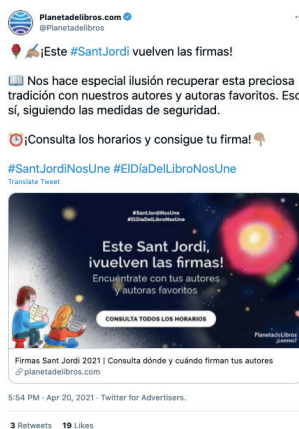 Planetadelibros.com
@Planetadelibros
🌹✍🏼¡Este #SantJordi vuelven las firmas!
📖 Nos hace especial ilusión recuperar esta preciosa
tradición con nuestros autores y autoras favoritos. Eso
sí, siguiendo las medidas de seguridad.
⏰¡Consulta los horarios y consigue tu firma!👇🏼
#SantJordiNosUne #ElDíaDelLibroNosUne
Translate Tweet
#SantJordiNosUne
#ElDíaDelLibroNosUne
Este Sant Jordi,
¡vuelven las firmas!
Encuéntrate con tus autores
y autoras favoritos
CONSULTA TODOS LOS HORARIOS
PlanetadeLibros
¿Leemos?
Firmas Sant Jordi 2021 | Consulta dónde y cuándo firman tus autores
planetadelibros.com
5:54 PM · Apr 20, 2021 · Twitter for Advertisers.
3 Retweets 19 Likes